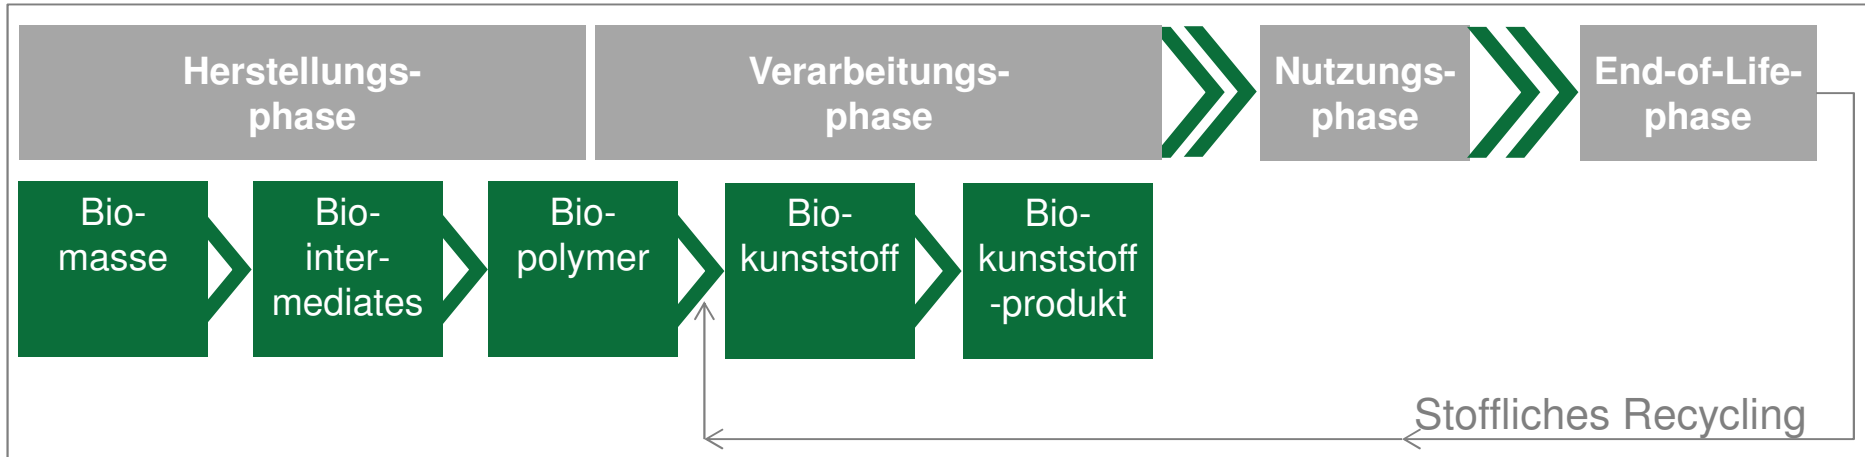 Herstellungs-
phase
Verarbeitungs-
phase
Nutzungs-
phase
End-of-Life-
phase
Bio-
masse
Bio-
inter-
mediates
Bio-
polymer
Bio-
kunststoff
Bio-
kunststoff
-produkt
Stoffliches Recycling